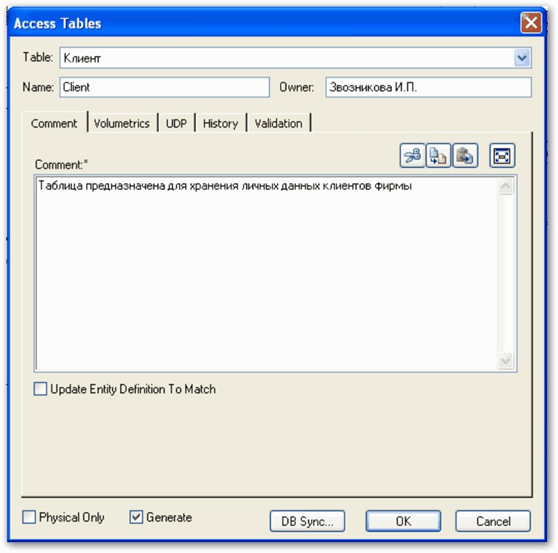 Access Tables
Table: Клиент
Name: Client Owner: Звозникова И.П.
Comment Volumetrics UDP History Validation
Comment:*
Таблица предназначена для хранения личных данных клиентов фирмы
Update Entity Definition To Match
Physical Only Generate DB Sync... OK Cancel